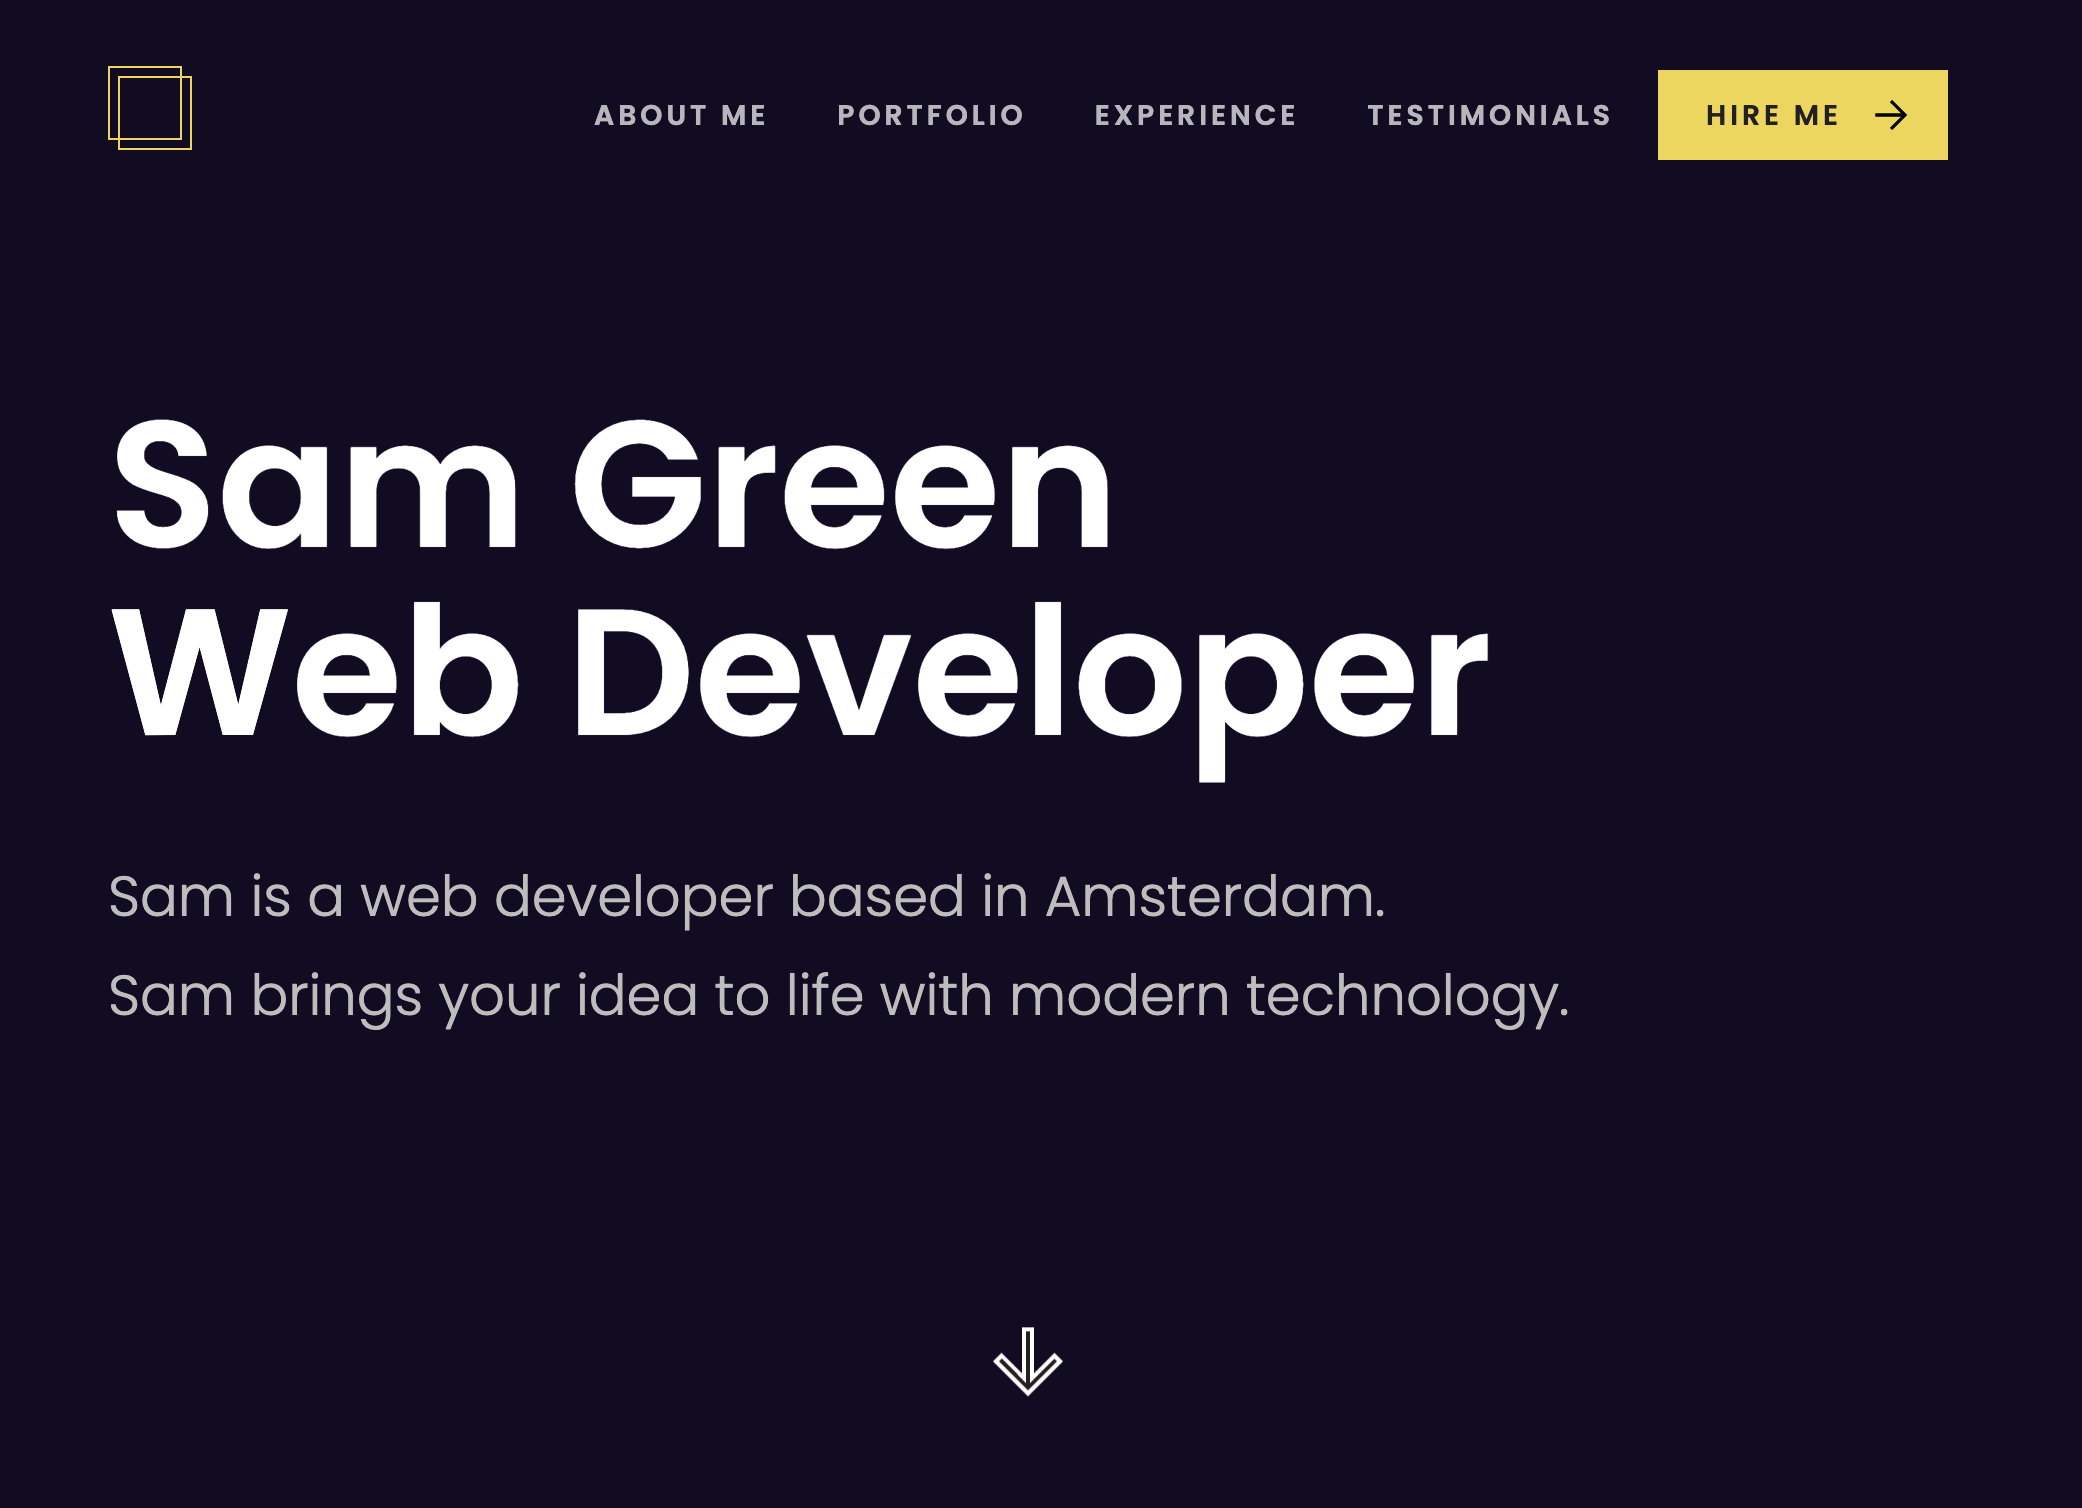 ABOUT ME PORTFOLIO EXPERIENCE TESTIMONIALS HIRE ME
Sam Green
Web Developer
Sam is a web developer based in Amsterdam.
Sam brings your idea to life with modern technology.